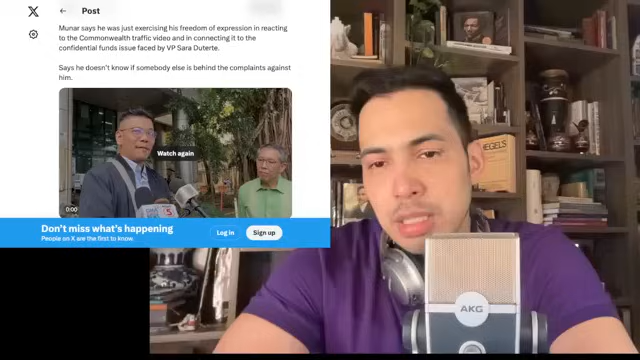 Post
Munar says he was just exercising his freedom of expression in reacting
to the Commonwealth traffic video and in connecting it to the
confidential funds issue faced by VP Sara Duterte.
Says he doesn't know if somebody else is behind the complaints against
him.
Watch again
0:00
Don't miss what's happening
People on X are the first to know.
Log in
Sign up
HEGEL'S
AKG